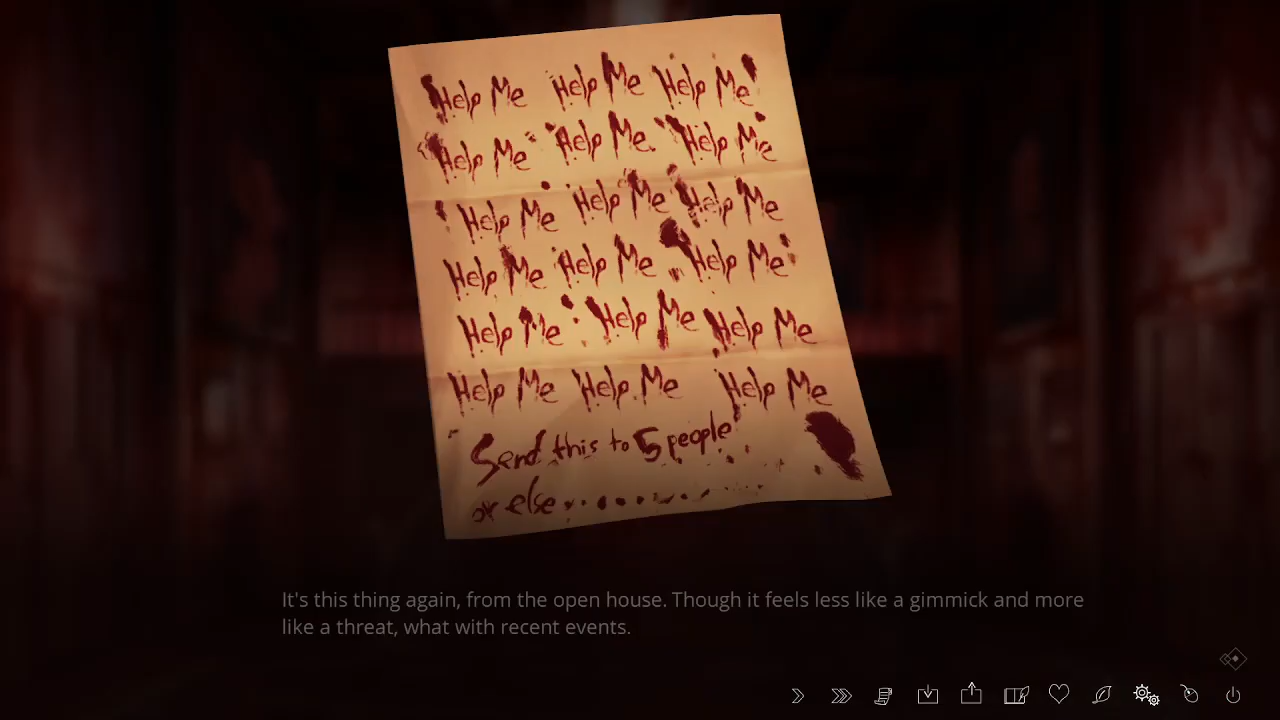 Help Me Help Me Help Me
Help Me Help Me Help Me
Help Me Help Me Help Me
Help Me Help Me Help Me
Help Me Help Me Help Me
Help Me Help Me Help Me
Send this to 5 people
or else..........
It's this thing again, from the open house. Though it feels less like a gimmick and more
like a threat, what with recent events.